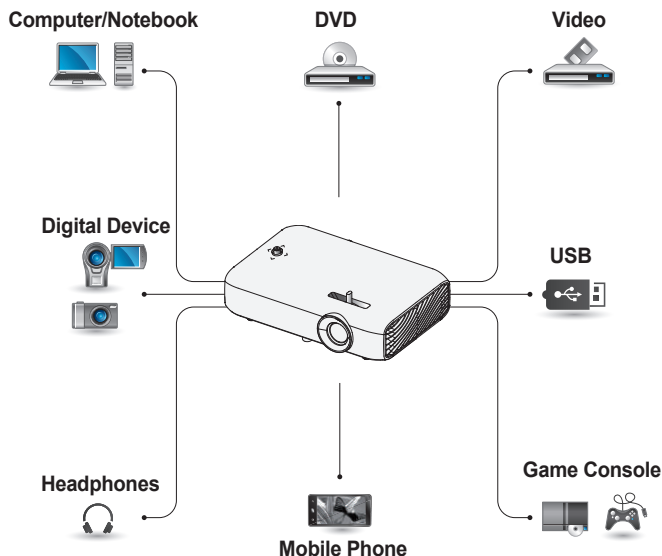 Computer/Notebook
DVD
Video
Digital Device
USB
Headphones
Game Console
Mobile Phone